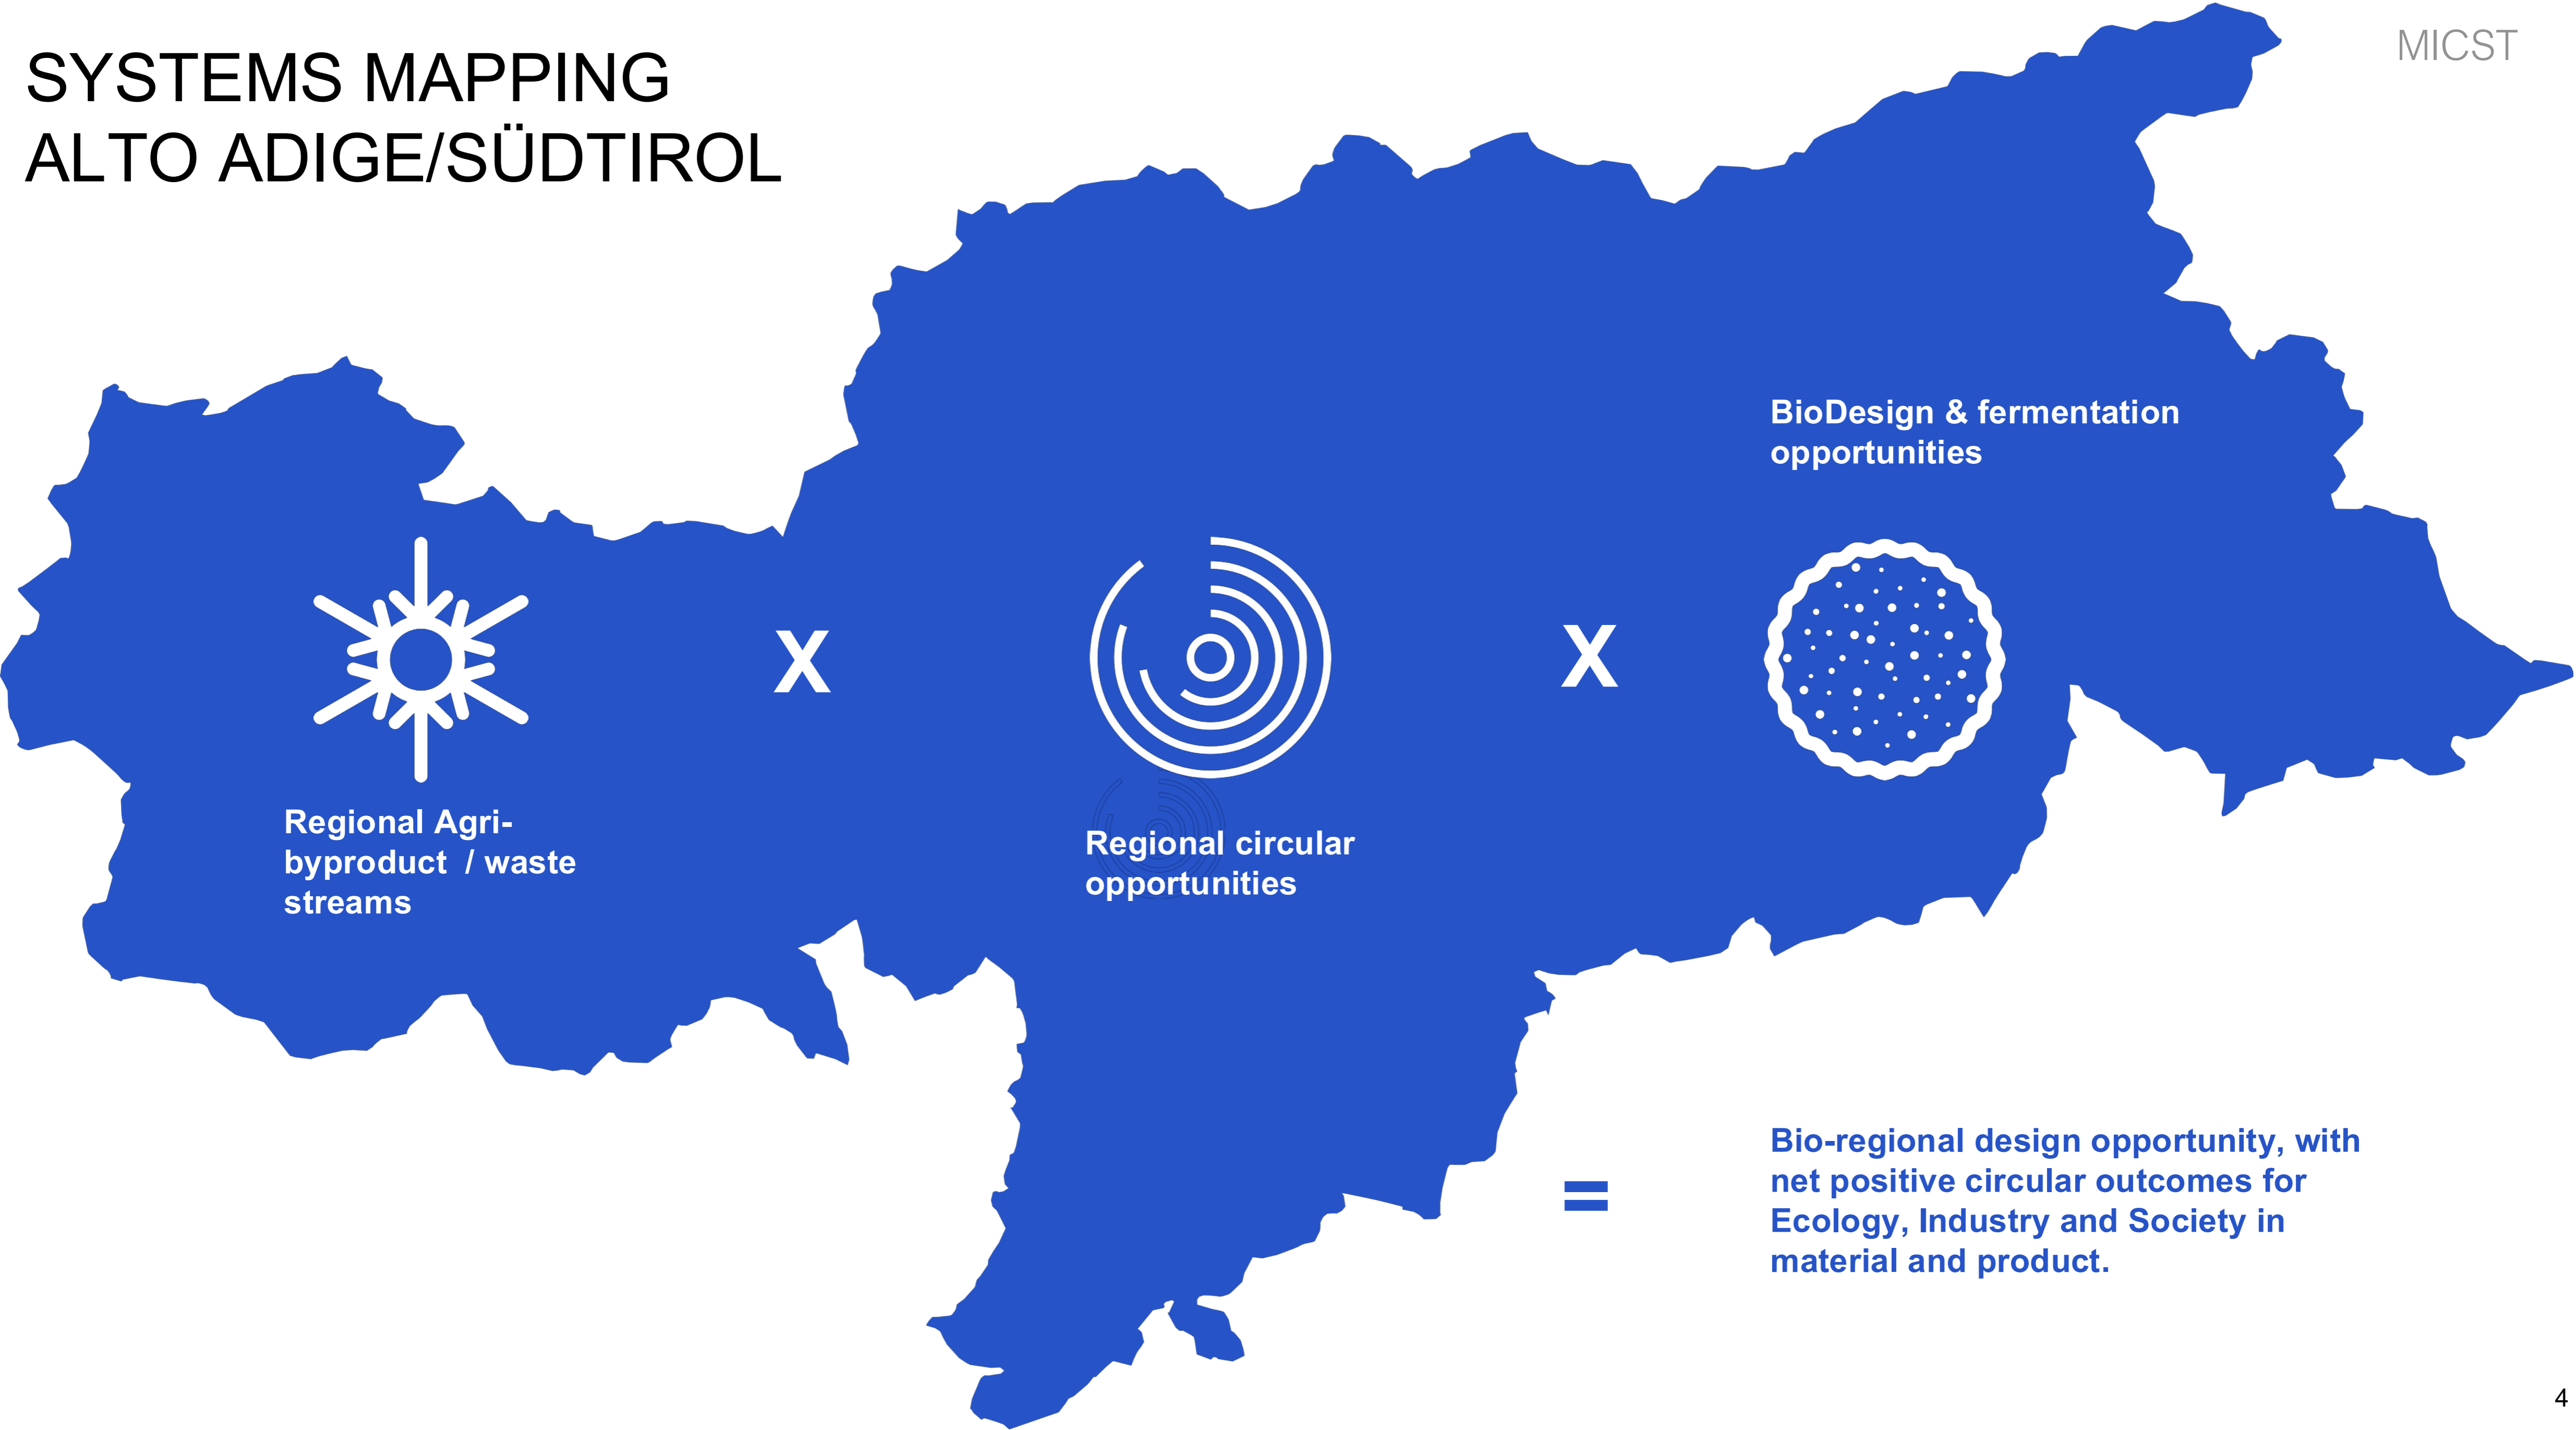 SYSTEMS MAPPING
ALTO ADIGE/SÜDTIROL
MICST
BioDesign & fermentation
opportunities
X
X
Regional Agri-
byproduct / waste
streams
Regional circular
opportunities
=
Bio-regional design opportunity, with
net positive circular outcomes for
Ecology, Industry and Society in
material and product.
4